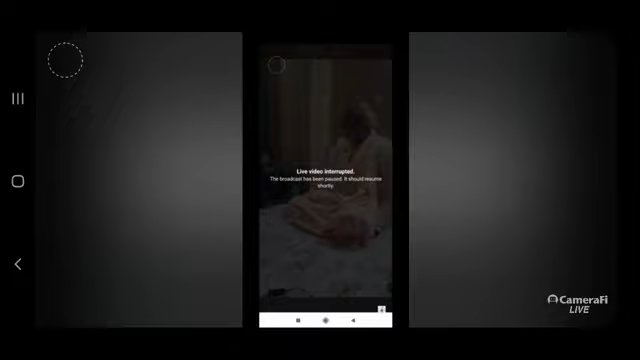 Live video interrupted.
The broadcast has been paused. It should resume
shortly.
CameraFi
LIVE